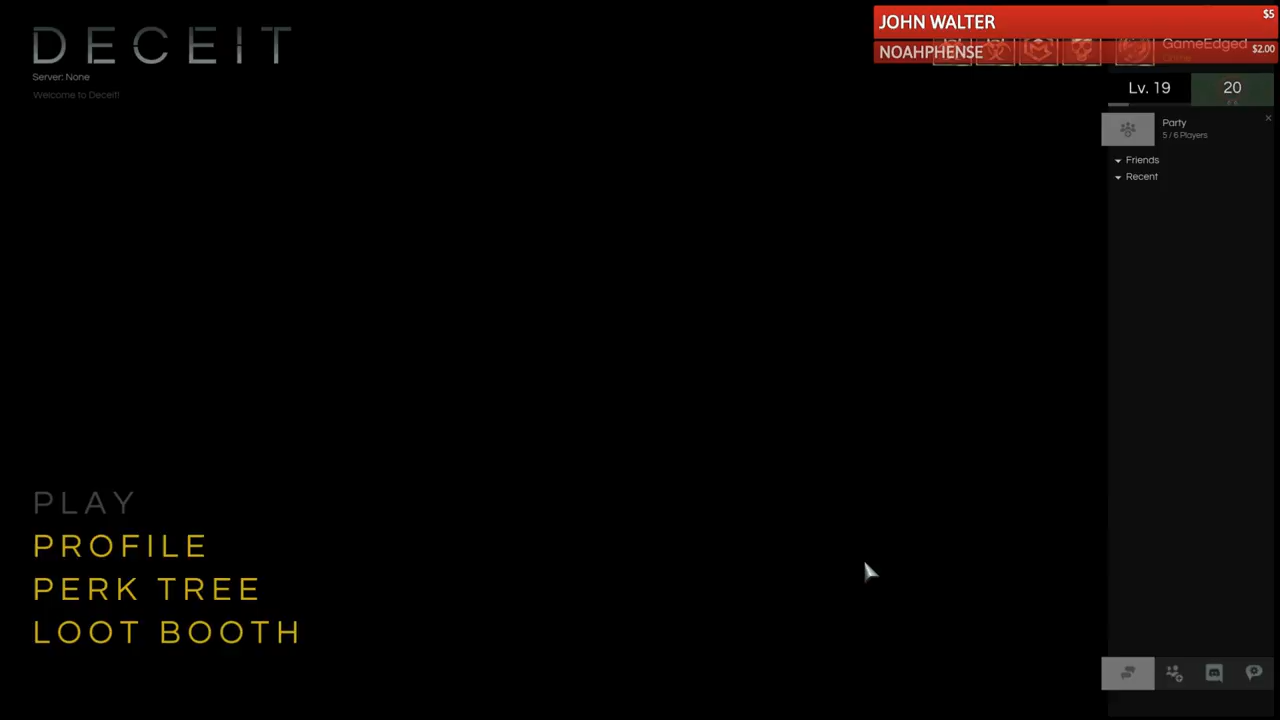 DECEIT
Server: None
Welcome to Deceit!
JOHN WALTER $5
NOAHPHENSE $2.00
GameEdged
Online
Lv. 19 20
Party
5 / 6 Players
Friends
Recent
PLAY
PROFILE
PERK TREE
LOOT BOOTH